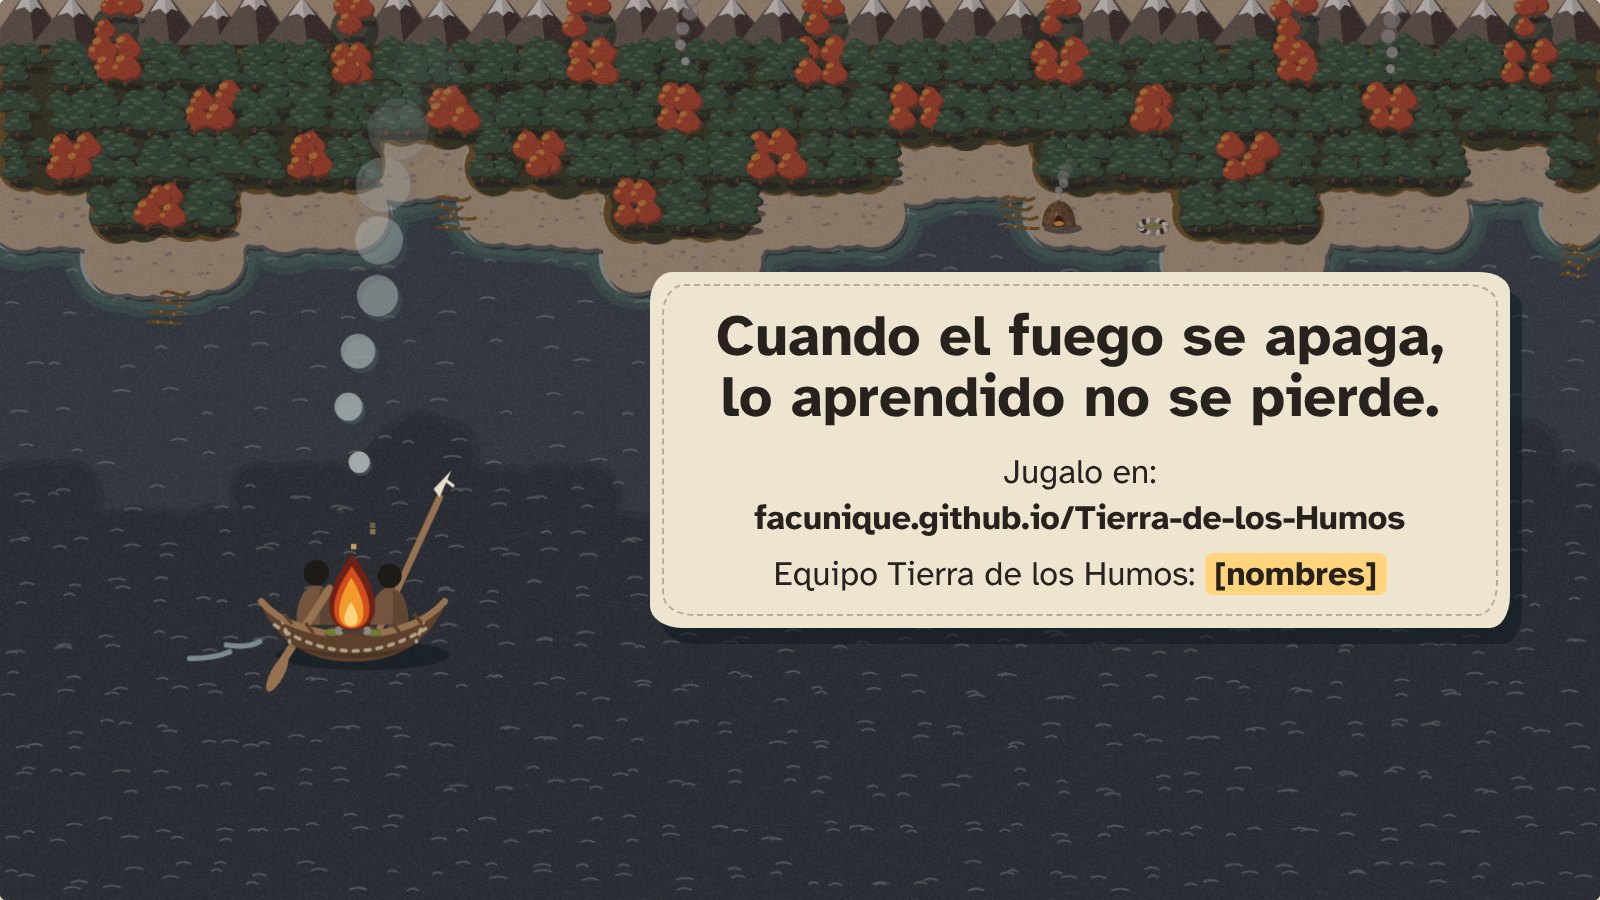 Cuando el fuego se apaga,
lo aprendido no se pierde.
Jugalo en:
facunique.github.io/Tierra-de-los-Humos
Equipo Tierra de los Humos: [nombres]